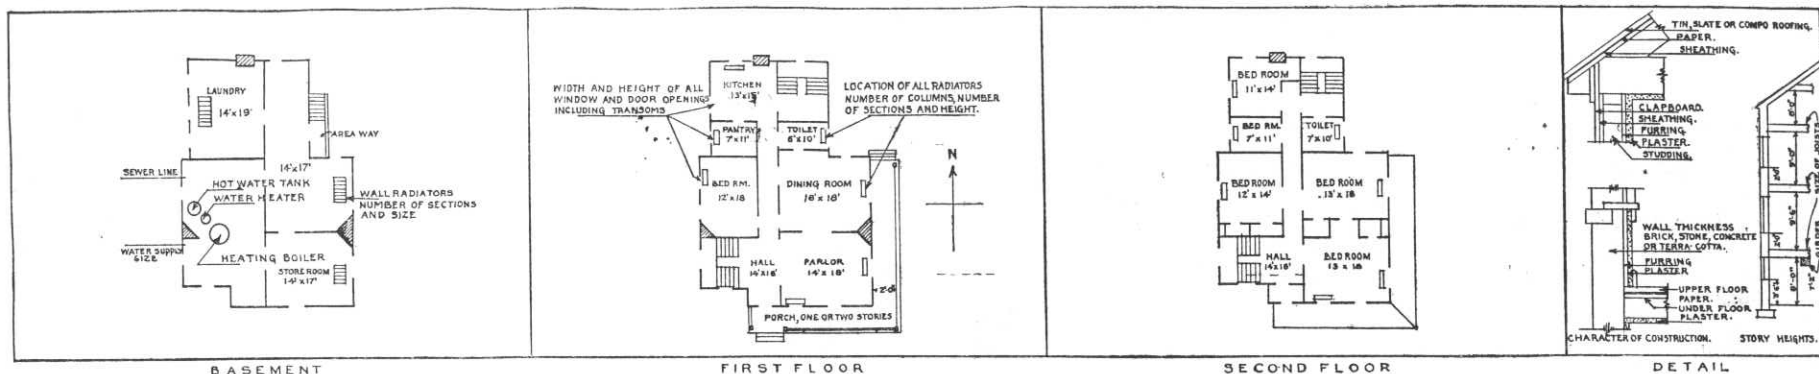 LAUNDRY
14'x19'
AREA WAY
14'x17'
SEWER LINE
HOT WATER TANK
WATER HEATER
WALL RADIATORS
NUMBER OF SECTIONS
AND SIZE
WATER SUPPLY
SIZE
HEATING BOILER
STORE ROOM
14'x17'
BASEMENT
WIDTH AND HEIGHT OF ALL
WINDOW AND DOOR OPENINGS
INCLUDING TRANSOMS
KITCHEN
LOCATION OF ALL RADIATORS
NUMBER OF COLUMNS, NUMBER
OF SECTIONS AND HEIGHT.
PANTRY
7'x11'
TOILET
6'x10'
BED RM.
12'x18
DINING ROOM
16'x18'
N
HALL
14'x18'
PARLOR
14'x18'
PORCH, ONE OR TWO STORIES
FIRST FLOOR
BED ROOM
11'x14'
BED RM.
7'x11'
TOILET
7'x10'
BED ROOM
12'x14'
BED ROOM
13'x18
HALL
14'x18'
BED ROOM
13 x 18
SECOND FLOOR
TIN, SLATE OR COMPO ROOFING.
PAPER.
SHEATHING.
CLAPBOARD.
SHEATHING.
FURRING
PLASTER.
STUDDING.
WALL THICKNESS
BRICK, STONE, CONCRETE
OR TERRA-COTTA.
FURRING
PLASTER
UPPER FLOOR
PAPER.
UNDER FLOOR
PLASTER.
CHARACTER OF CONSTRUCTION.
STORY HEIGHTS.
DETAIL